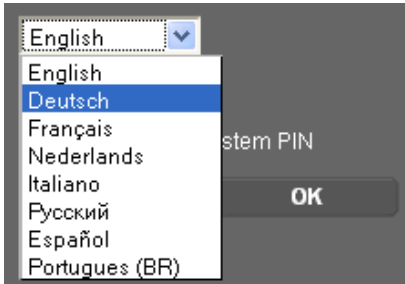 English
English
Deutsch
Français
Nederlands
Italiano
Русский
Español
Portugues (BR)
stem PIN
OK